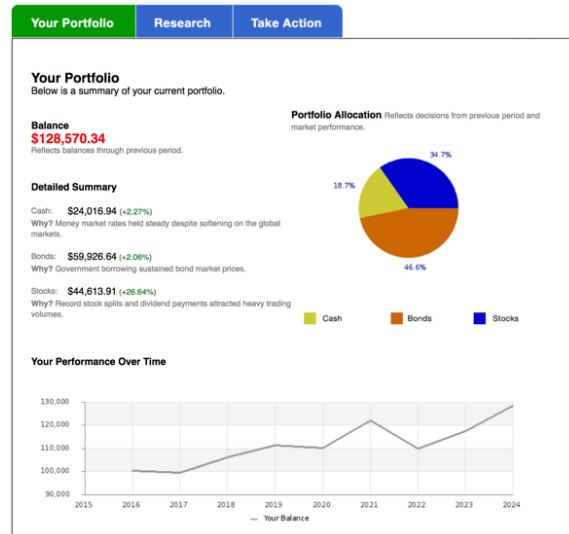 Your Portfolio
Research
Take Action
Your Portfolio
Below is a summary of your current portfolio.
Balance
$128,570.34
Reflects balances through previous period.
Detailed Summary
Cash: $24,016.94 (+2.27%)
Why? Money market rates held steady despite softening on the global
markets.
Bonds: $59,926.64 (+2.06%)
Why? Government borrowing sustained bond market prices.
Stocks: $44,613.91 (+26.64%)
Why? Record stock splits and dividend payments attracted heavy trading
volumes.
Portfolio Allocation Reflects decisions from previous period and
market performance.
34.7%
18.7%
46.6%
Cash
Bonds
Stocks
Your Performance Over Time
130,000
120,000
110,000
100,000
90,000
2015 2016 2017 2018 2019 2020 2021 2022 2023 2024
Your Balance